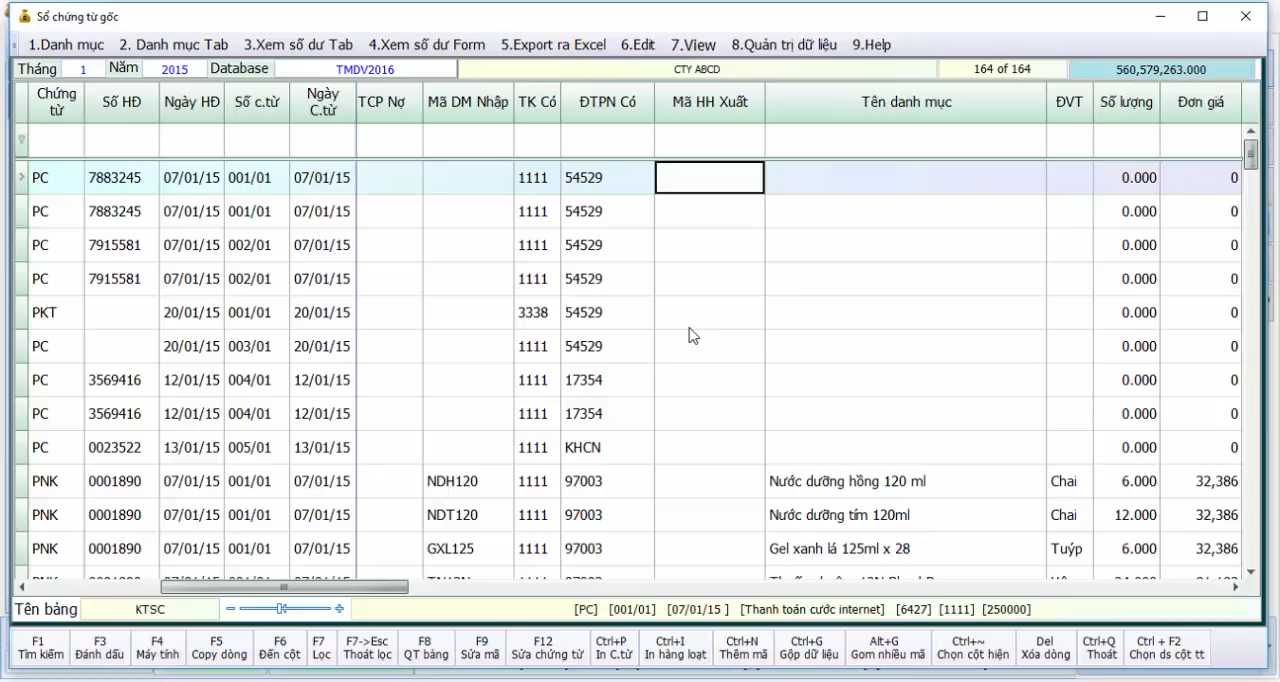 Sổ chứng từ gốc
1.Danh mục 2. Danh mục Tab 3.Xem số dư Tab 4.Xem số dư Form 5.Export ra Excel 6.Edit 7.View 8.Quản trị dữ liệu 9.Help
Tháng 1 Năm 2015 Database TMDV2016 CTY ABCD 164 of 164 560,579,263.000
Chứng từ Số HĐ Ngày HĐ Số c.từ Ngày C.từ TCP Nợ Mã DM Nhập TK Có ĐTPN Có Mã HH Xuất Tên danh mục ĐVT Số lượng Đơn giá
PC 7883245 07/01/15 001/01 07/01/15 1111 54529 0.000 0
PC 7883245 07/01/15 001/01 07/01/15 1111 54529 0.000 0
PC 7915581 07/01/15 002/01 07/01/15 1111 54529 0.000 0
PC 7915581 07/01/15 002/01 07/01/15 1111 54529 0.000 0
PKT 20/01/15 001/01 20/01/15 3338 54529 0.000 0
PC 20/01/15 003/01 20/01/15 1111 54529 0.000 0
PC 3569416 12/01/15 004/01 12/01/15 1111 17354 0.000 0
PC 3569416 12/01/15 004/01 12/01/15 1111 17354 0.000 0
PC 0023522 13/01/15 005/01 13/01/15 1111 KHCN 0.000 0
PNK 0001890 07/01/15 001/01 07/01/15 NDH120 1111 97003 Nước dưỡng hồng 120 ml Chai 6.000 32,386
PNK 0001890 07/01/15 001/01 07/01/15 NDT120 1111 97003 Nước dưỡng tím 120ml Chai 12.000 32,386
PNK 0001890 07/01/15 001/01 07/01/15 GXL125 1111 97003 Gel xanh lá 125ml x 28 Tuýp 6.000 32,386
Tên bảng KTSC [PC] [001/01] [07/01/15 ] [Thanh toán cước internet] [6427] [1111] [250000]
F1 F3 F4 F5 F6 F7 F7->Esc F8 F9 F12 Ctrl+P Ctrl+I Ctrl+N Ctrl+G Alt+G Ctrl+~ Del Ctrl+Q Ctrl + F2
Tìm kiếm Đánh dấu Máy tính Copy dòng Đến cột Lọc Thoát lọc QT bảng Sửa mã Sửa chứng từ In C.từ In hàng loạt Thêm mã Gộp dữ liệu Gom nhiều mã Chọn cột hiện Xóa dòng Thoát Chọn ds cột tt